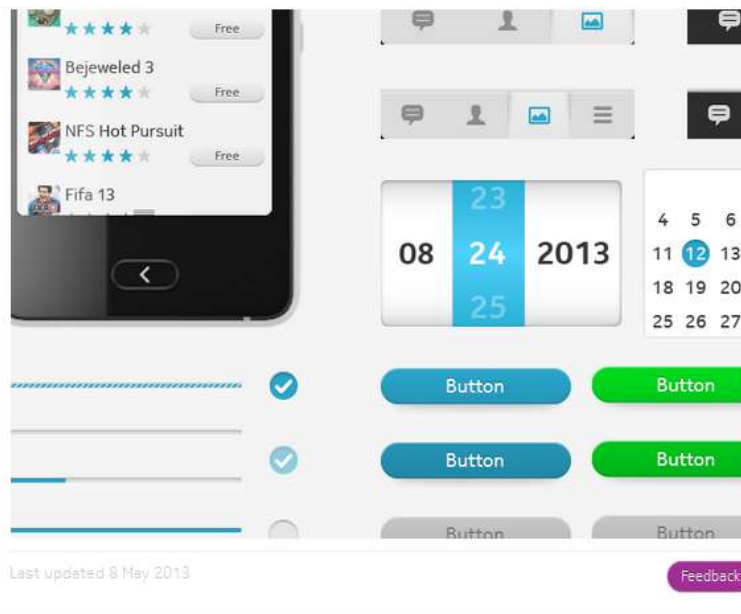 Free
Bejeweled 3
Free
NFS Hot Pursuit
Free
Fifa 13
23
08 24 2013
25
4 5 6
11 12 13
18 19 20
25 26 27
Button Button
Button Button
Button Button
Last updated 8 May 2013
Feedback